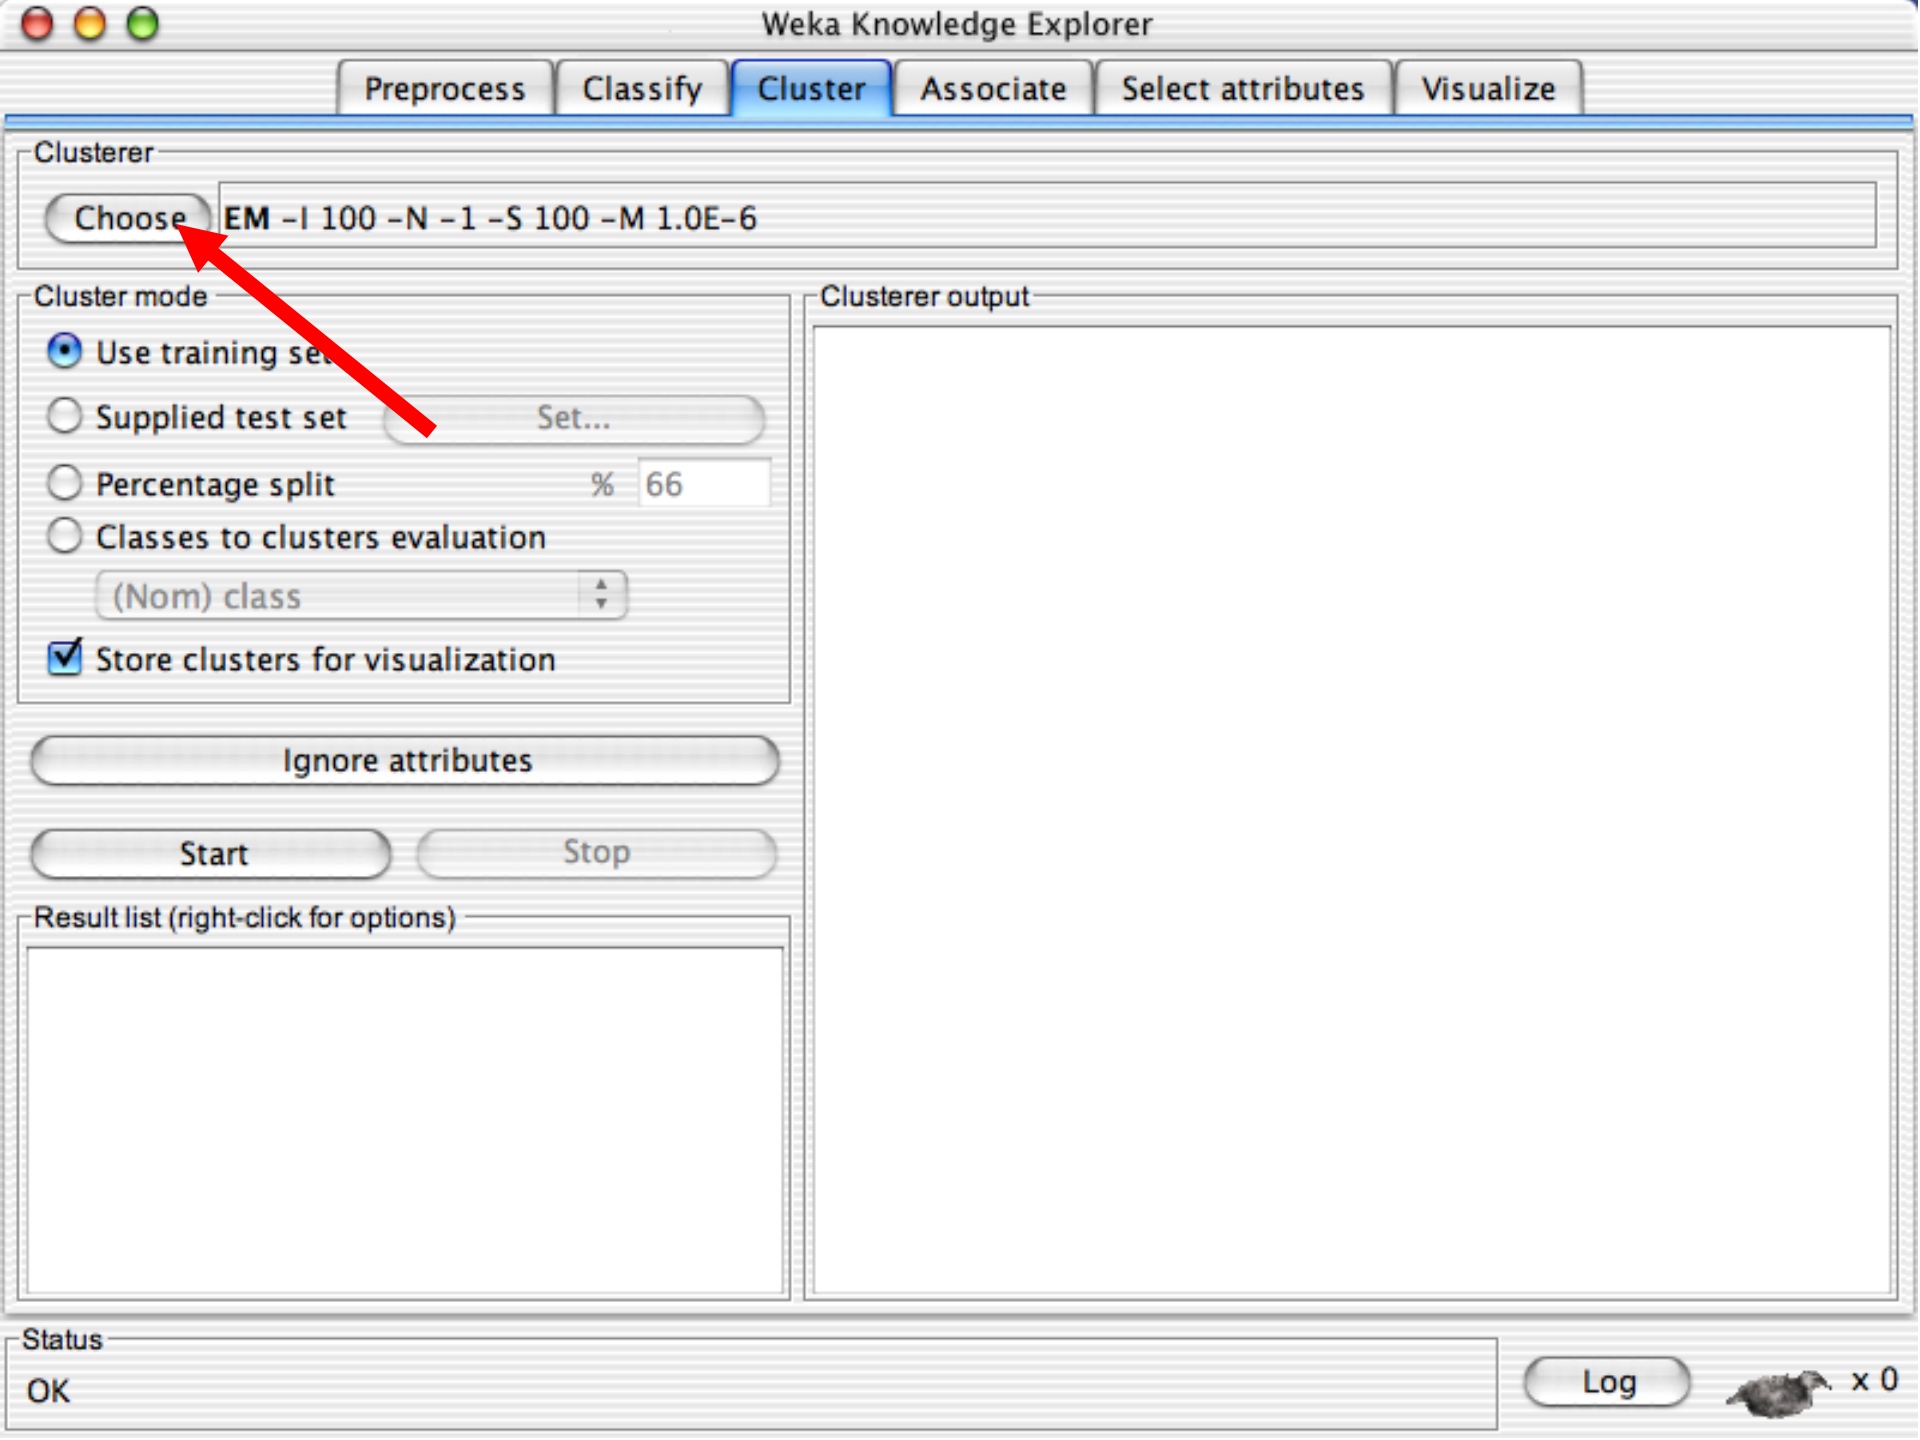 Weka Knowledge Explorer
Preprocess Classify Cluster Associate Select attributes Visualize
Clusterer
Choose EM -I 100 -N -1 -S 100 -M 1.0E-6
Cluster mode
Use training set
Supplied test set Set...
Percentage split % 66
Classes to clusters evaluation
(Nom) class
Store clusters for visualization
Ignore attributes
Start Stop
Result list (right-click for options)
Clusterer output
Status
OK
Log x 0